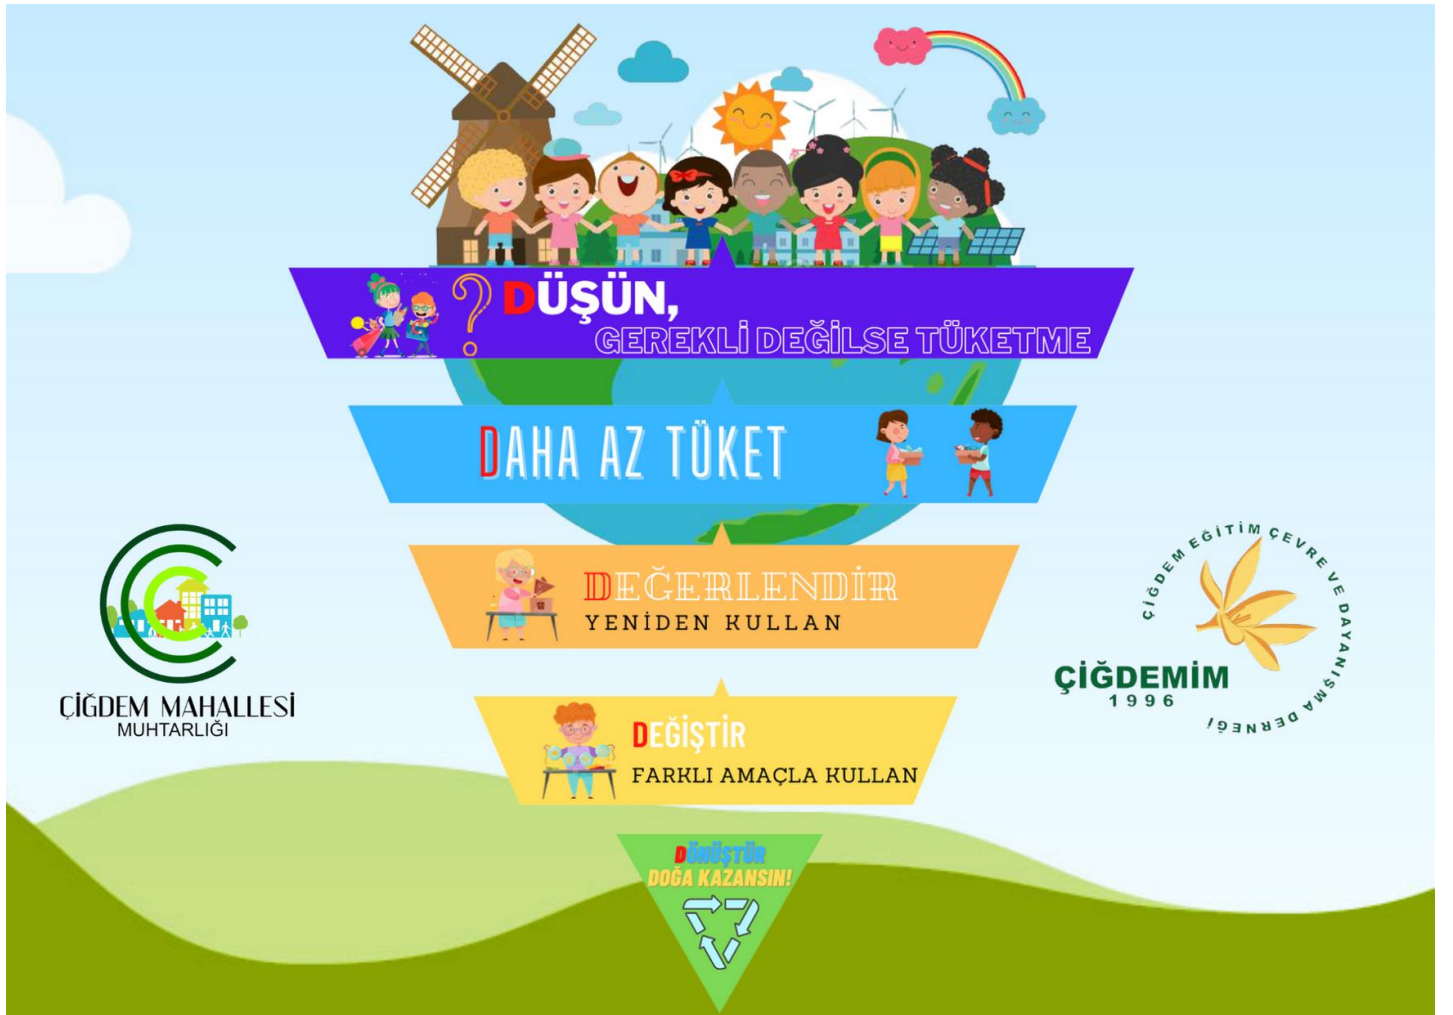 DÜŞÜN,
GEREKLİ DEĞİLSE TÜKETME
DAHA AZ TÜKET
DEĞERLENDİR
YENİDEN KULLAN
ÇİĞDEM MAHALLESİ
MUHTARLIĞI
ÇİĞDEM EĞİTİM ÇEVRE VE DAYANIŞMA DERNEĞİ
ÇİĞDEMİM
1996
DEĞİŞTİR
FARKLI AMAÇLA KULLAN
DÖNÜŞTÜR
DOĞA KAZANSIN!